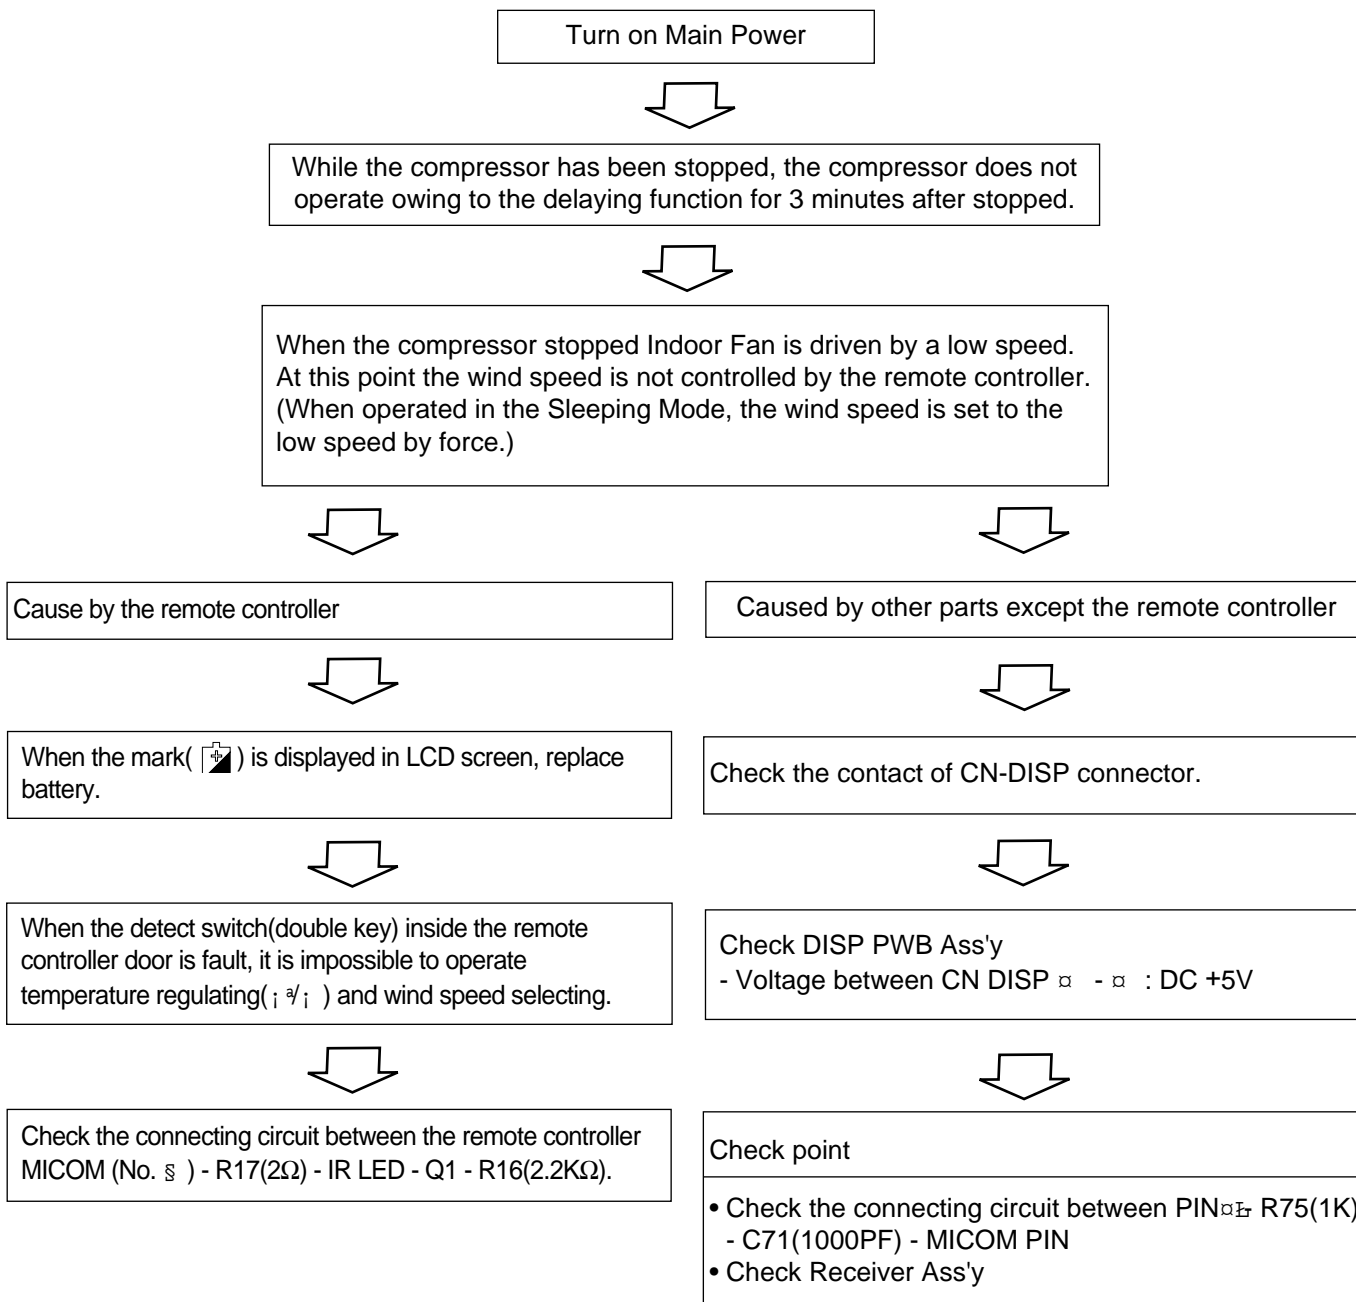 Turn on Main Power
While the compressor has been stopped, the compressor does not
operate owing to the delaying function for 3 minutes after stopped.
When the compressor stopped Indoor Fan is driven by a low speed.
At this point the wind speed is not controlled by the remote controller.
(When operated in the Sleeping Mode, the wind speed is set to the
low speed by force.)
Cause by the remote controller
When the mark( ) is displayed in LCD screen, replace
battery.
When the detect switch(double key) inside the remote
controller door is fault, it is impossible to operate
temperature regulating(¡ª/¡ ) and wind speed selecting.
Check the connecting circuit between the remote controller
MICOM (No. § ) - R17(2Ω) - IR LED - Q1 - R16(2.2KΩ).
Caused by other parts except the remote controller
Check the contact of CN-DISP connector.
Check DISP PWB Ass'y
- Voltage between CN DISP ¤ - ¤ : DC +5V
Check point
• Check the connecting circuit between PIN¤ R75(1K)
- C71(1000PF) - MICOM PIN
• Check Receiver Ass'y